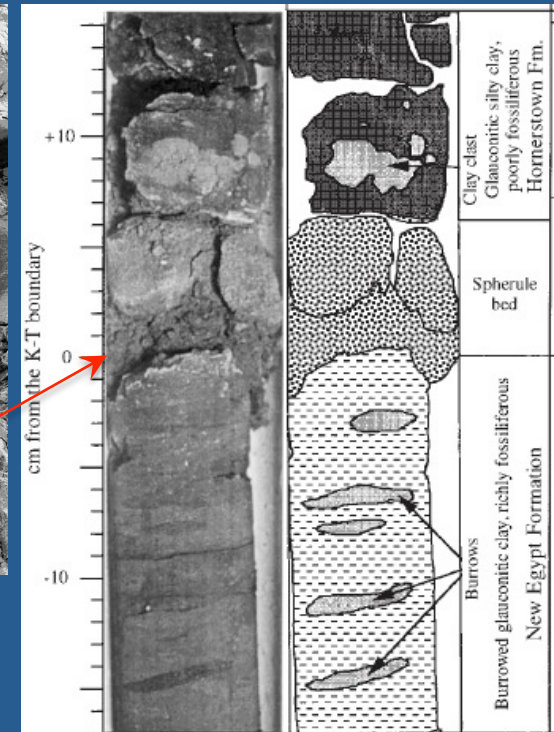 cm from the K-T boundary
+10
0
-10
Clay clast
Glauconitic silty clay,
poorly fossiliferous
Hornerstown Fm.
Spherule
bed
Burrows
Burrowed glauconitic clay, richly fossiliferous
New Egypt Formation